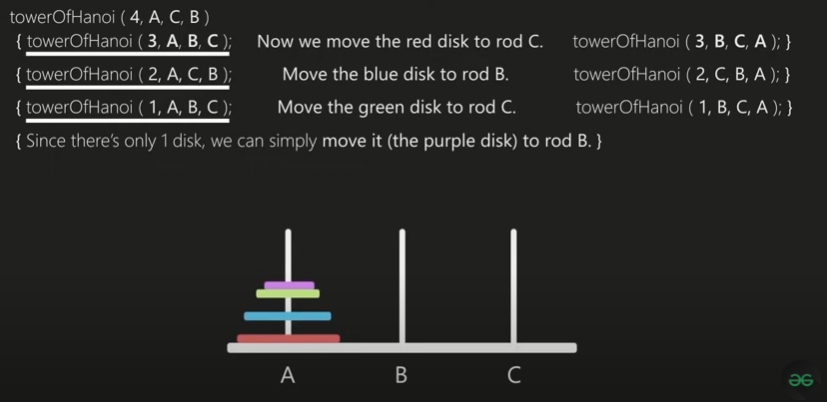 towerOfHanoi ( 4, A, C, B )
{ towerOfHanoi ( 3, A, B, C ); Now we move the red disk to rod C. towerOfHanoi ( 3, B, C, A ); }
{ towerOfHanoi ( 2, A, C, B ); Move the blue disk to rod B. towerOfHanoi ( 2, C, B, A ); }
{ towerOfHanoi ( 1, A, B, C ); Move the green disk to rod C. towerOfHanoi ( 1, B, C, A ); }
{ Since there's only 1 disk, we can simply move it (the purple disk) to rod B. }
A B C